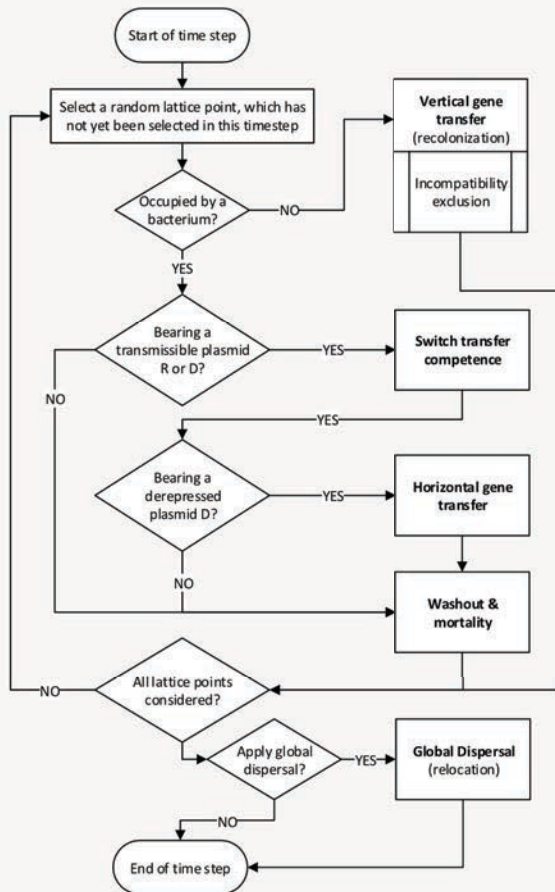 Start of time step
Select a random lattice point, which has
not yet been selected in this timestep
Vertical gene
transfer
(recolonization)
Incompatibility
exclusion
Occupied by a
bacterium?
NO
YES
Bearing a
transmissible plasmid
R or D?
YES
Switch transfer
competence
NO
YES
Bearing a
derepressed
plasmid D?
YES
Horizontal gene
transfer
NO
Washout &
mortality
NO
All lattice points
considered?
Apply global
dispersal?
YES
Global Dispersal
(relocation)
NO
End of time step